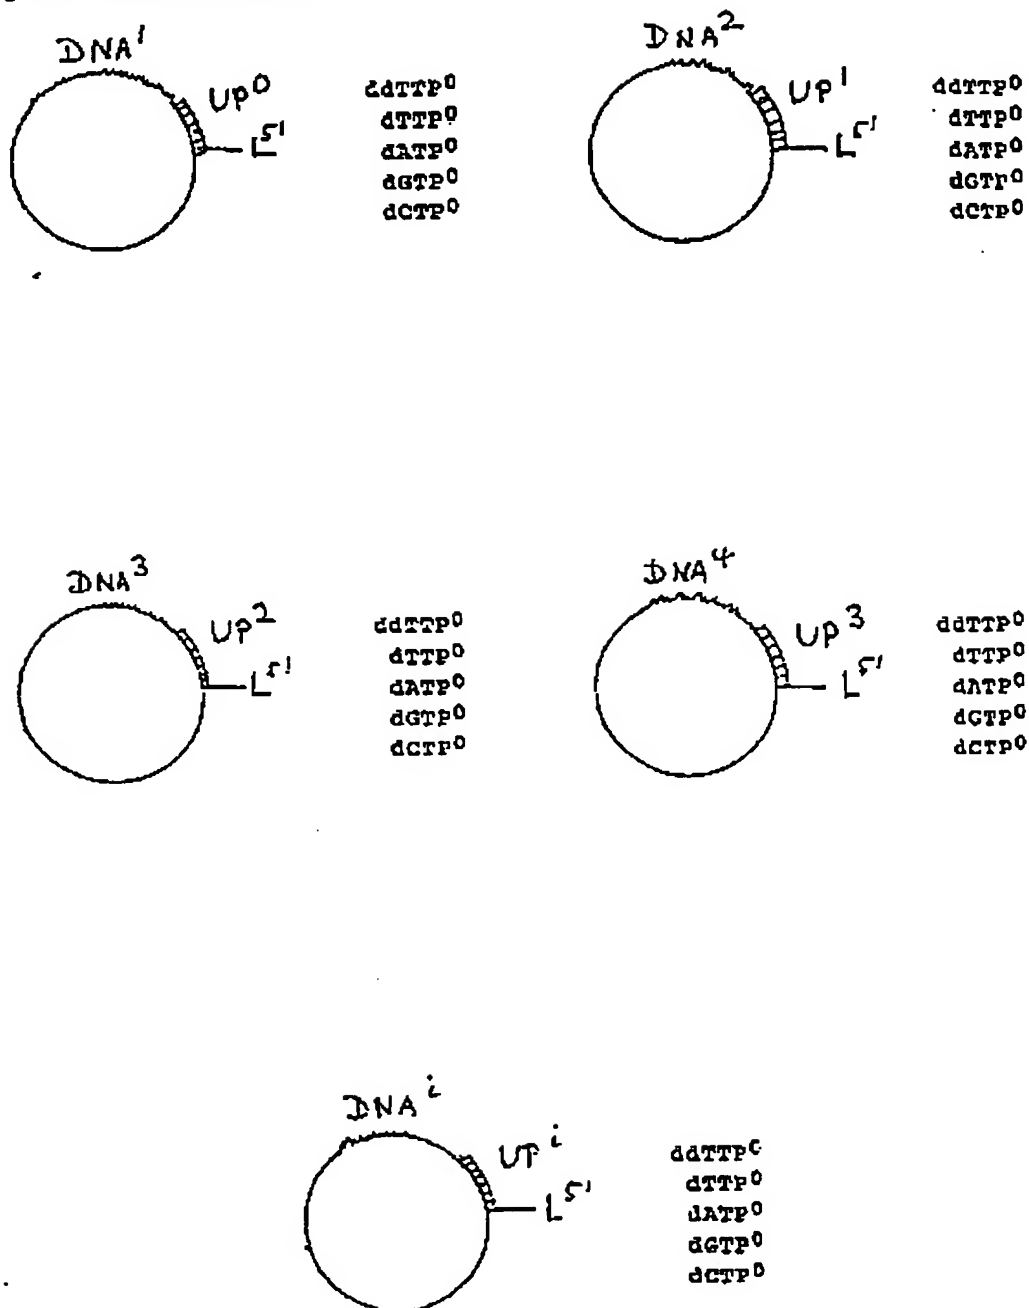 DNA¹
UP⁰
L⁵'
ddTTP⁰
dTTP⁰
dATP⁰
dGTP⁰
dCTP⁰
DNA²
UP¹
L⁵'
ddTTP⁰
dTTP⁰
dATP⁰
dGTP⁰
dCTP⁰
DNA³
UP²
L⁵'
ddTTP⁰
dTTP⁰
dATP⁰
dGTP⁰
dCTP⁰
DNA⁴
UP³
L⁵'
ddTTP⁰
dTTP⁰
dATP⁰
dGTP⁰
dCTP⁰
DNAⁱ
UPⁱ
L⁵'
ddTTP⁰
dTTP⁰
dATP⁰
dGTP⁰
dCTP⁰